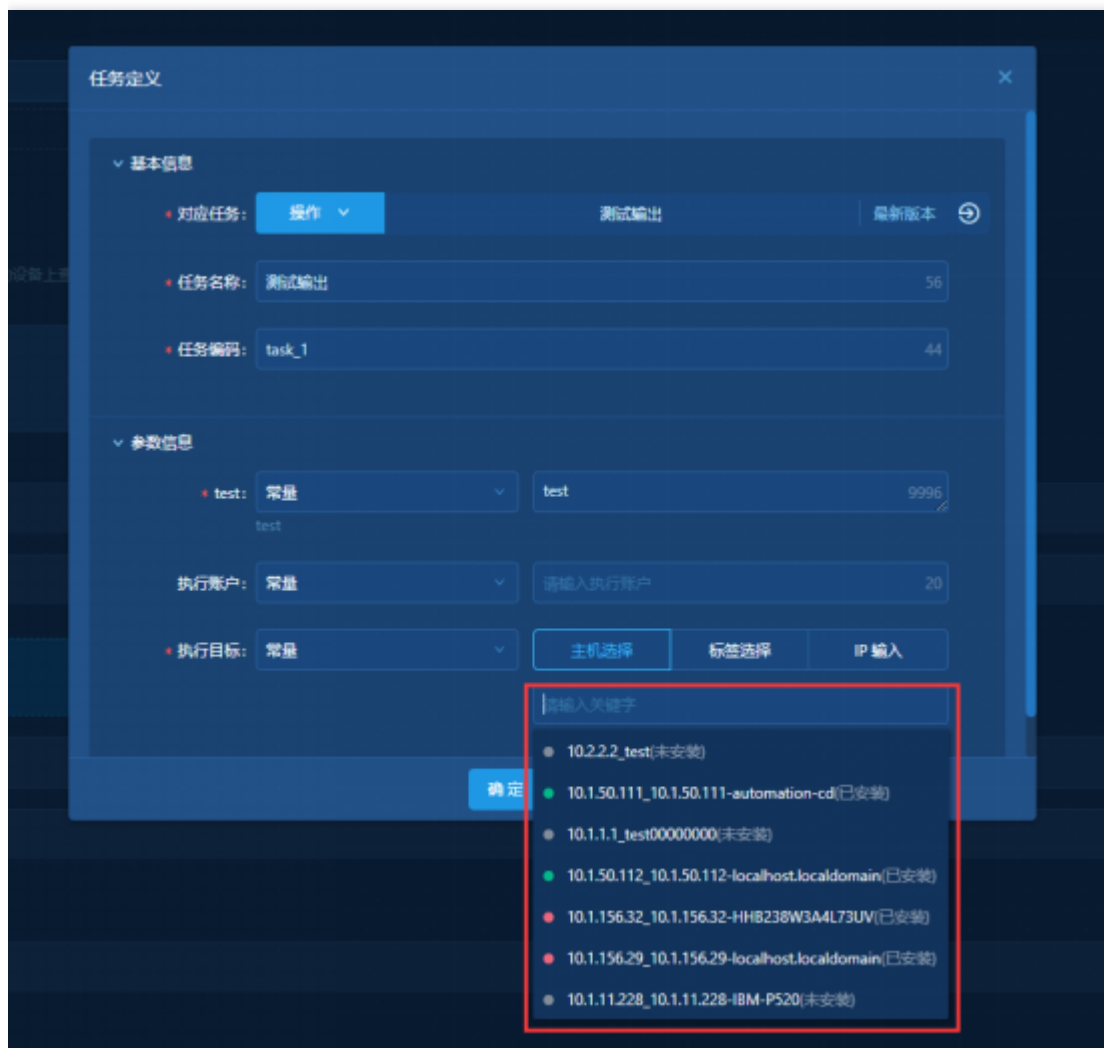 任务定义
基本信息
* 对应任务: 操作 测试输出 最新版本
设备上
* 任务名称: 测试输出 56
* 任务编码: task_1 44
参数信息
* test: 常量 test 9996
test
执行账户: 常量 请输入执行账户 20
* 执行目标: 常量 主机选择 标签选择 IP 输入
请输入关键字
10.2.2.2_test(未安装)
确定
10.1.50.111_10.1.50.111-automation-cd(已安装)
10.1.1.1_test00000000(未安装)
10.1.50.112_10.1.50.112-localhost.localdomain(已安装)
10.1.156.32_10.1.156.32-HHB238W3A4L73UV(已安装)
10.1.156.29_10.1.156.29-localhost.localdomain(已安装)
10.1.11.228_10.1.11.228-IBM-P520(未安装)